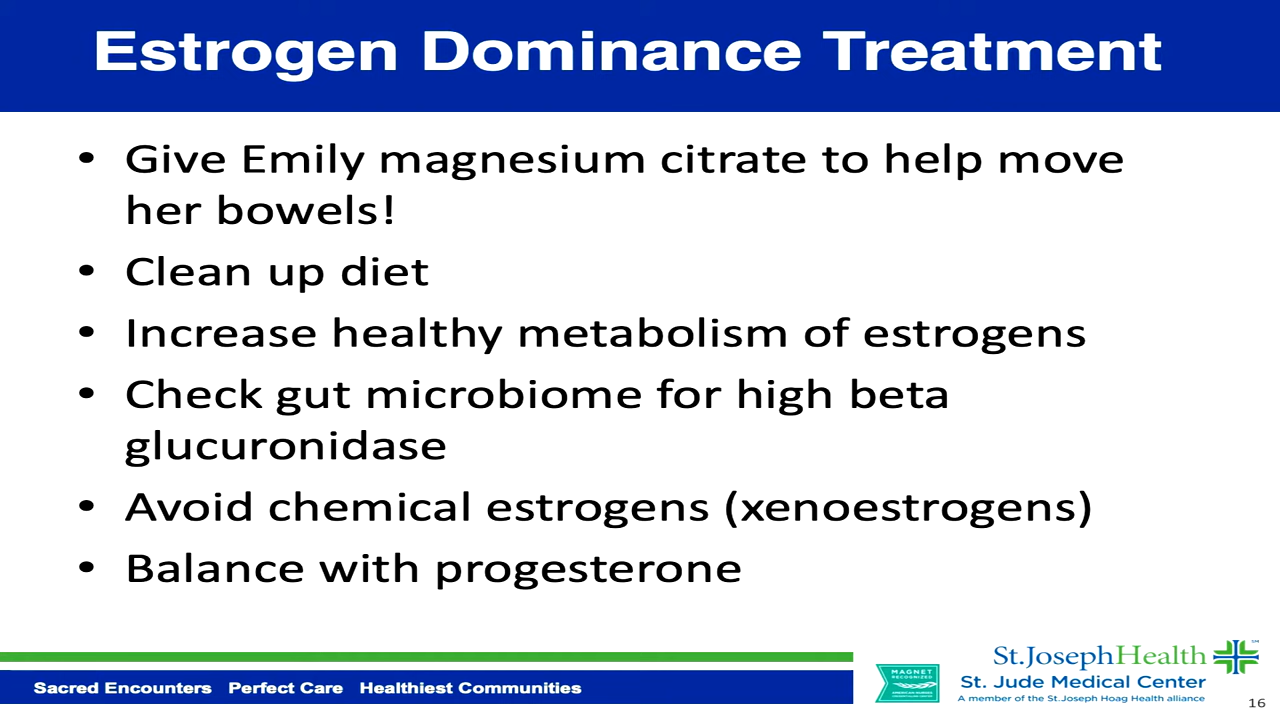 Estrogen Dominance Treatment
• Give Emily magnesium citrate to help move
her bowels!
• Clean up diet
• Increase healthy metabolism of estrogens
• Check gut microbiome for high beta
glucuronidase
• Avoid chemical estrogens (xenoestrogens)
• Balance with progesterone
Sacred Encounters Perfect Care Healthiest Communities
MAGNET
RECOGNIZED
St.JosephHealth
St. Jude Medical Center
A member of the St.Joseph Hoag Health alliance
16